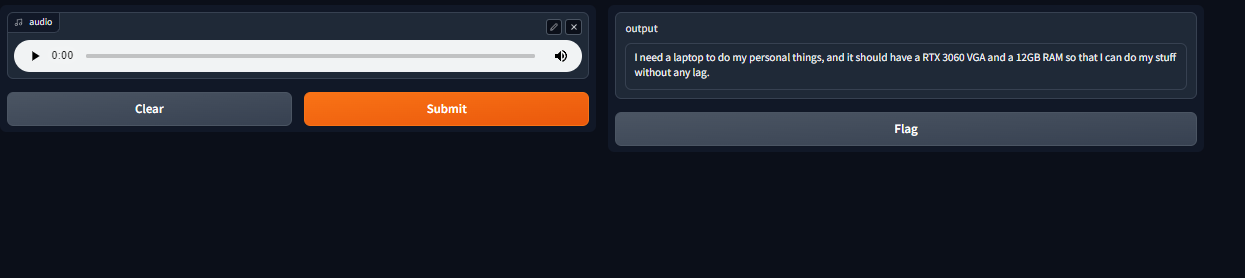 audio
0:00
Clear
Submit
output
I need a laptop to do my personal things, and it should have a RTX 3060 VGA and a 12GB RAM so that I can do my stuff
without any lag.
Flag